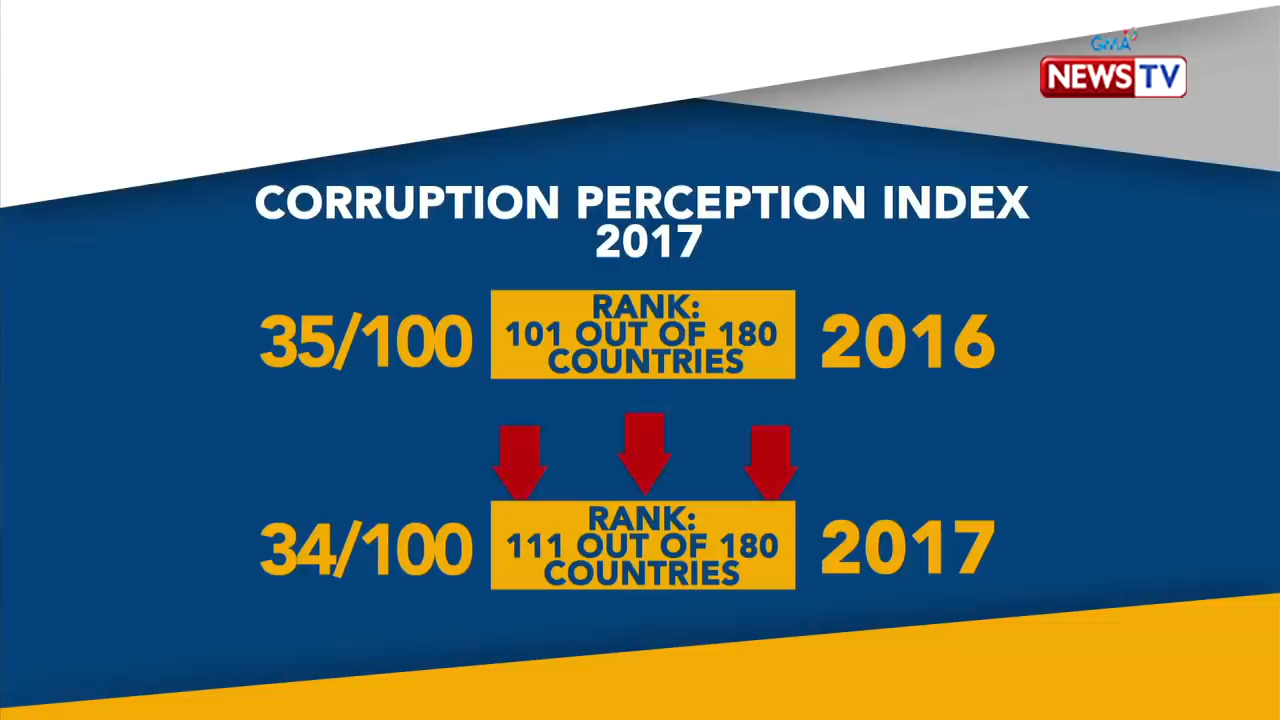 GMA
NEWS TV
CORRUPTION PERCEPTION INDEX
2017
35/100
RANK:
101 OUT OF 180
COUNTRIES
2016
34/100
RANK:
111 OUT OF 180
COUNTRIES
2017